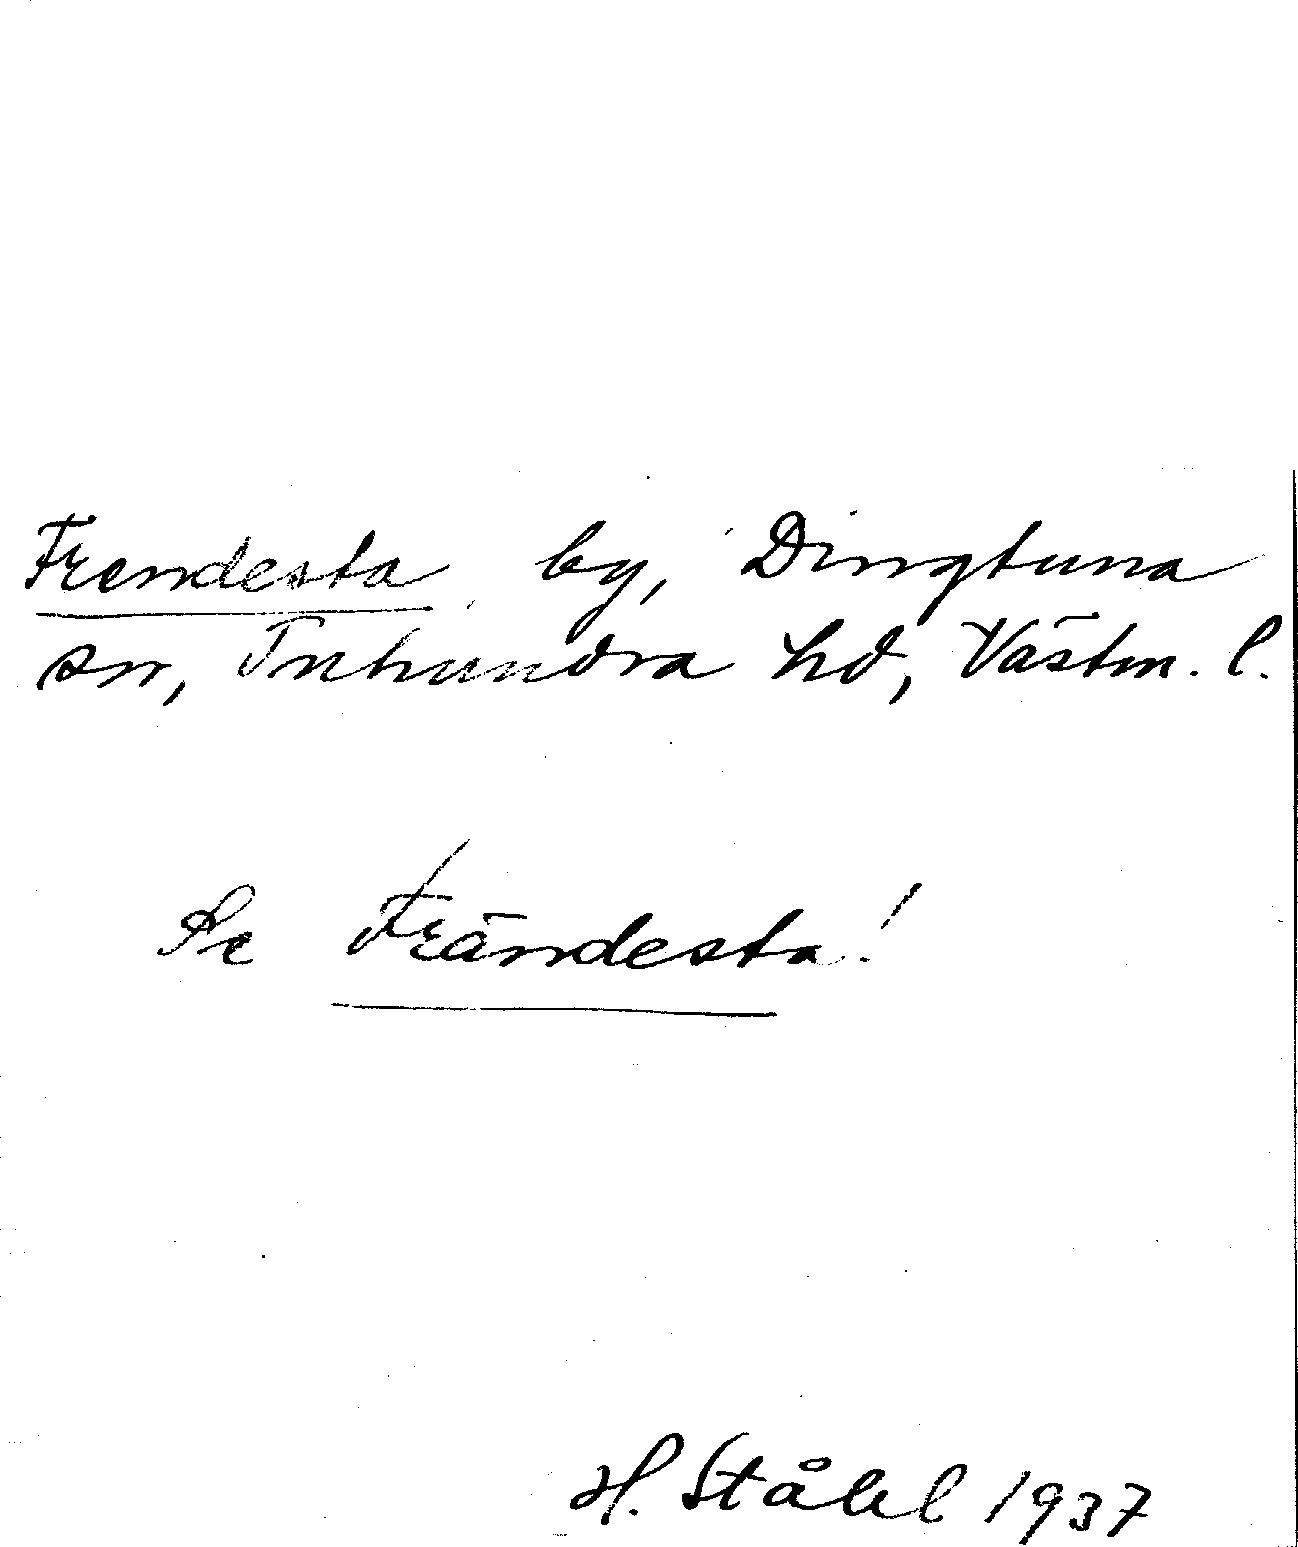 Frendesta by, Dingtuna
sn, Tuhundra hd, Västm. l.
Se Frändesta!
H. Ståhl 1937